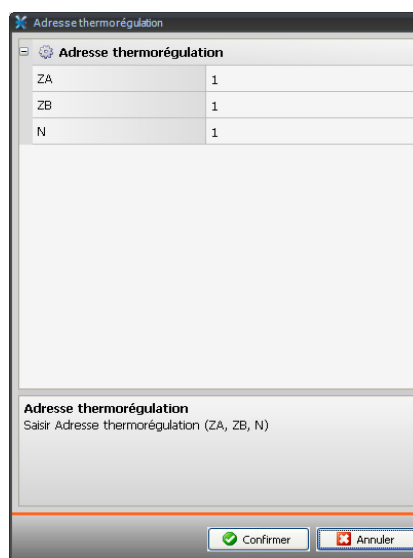 Adresse thermorégulation
Adresse thermorégulation
ZA 1
ZB 1
N 1
Adresse thermorégulation
Saisir Adresse thermorégulation (ZA, ZB, N)
Confirmer Annuler